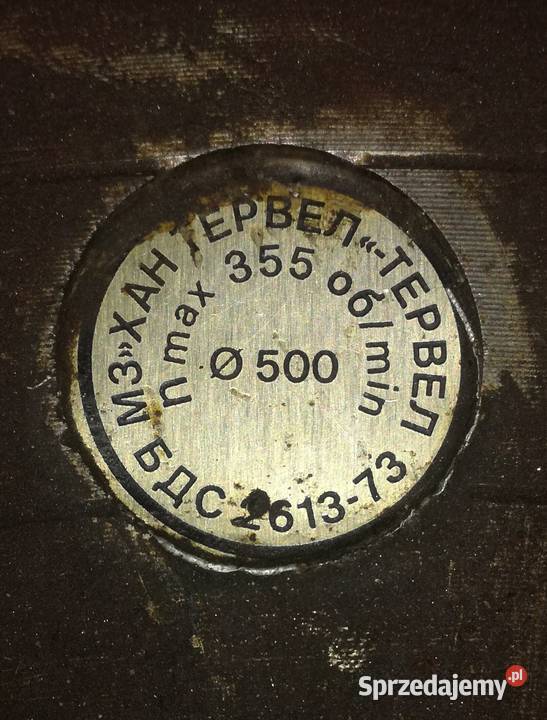 МЗ»ХАН ТЕРВЕЛ«-ТЕРВЕЛ
n max 355 об/min
Ø 500
БДС 2613-73
Sprzedajemy.pl